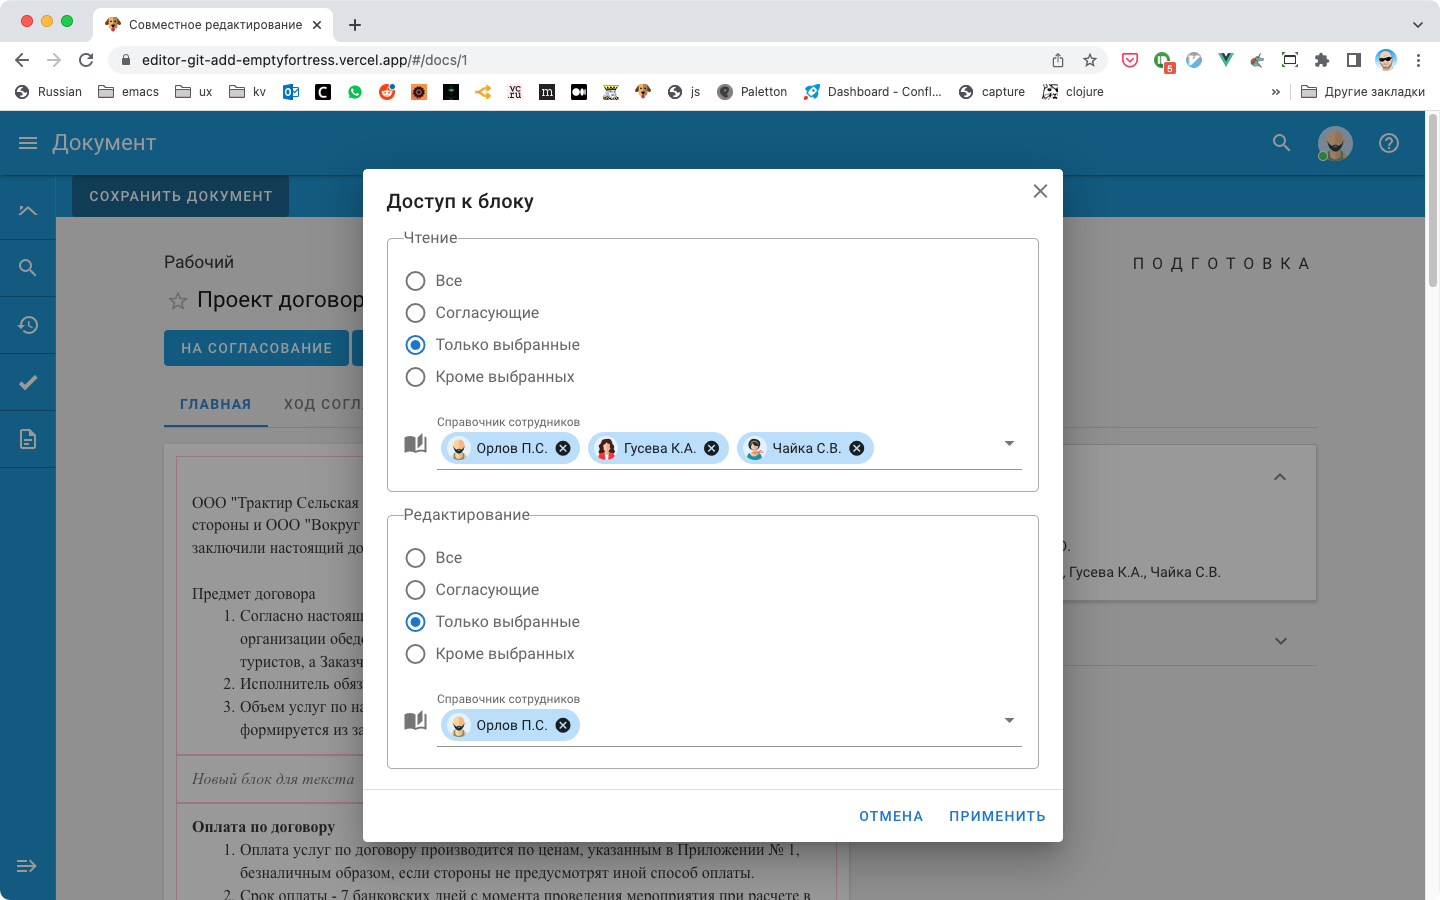 Совместное редактирование
editor-git-add-emptyfortress.vercel.app/#/docs/1
5
Russian
emacs
ux
kv
vc.ru
js
Paletton
Dashboard - Confl...
capture
clojure
»
Другие закладки
Документ
СОХРАНИТЬ ДОКУМЕНТ
Рабочий
ПОДГОТОВКА
Проект договор
НА СОГЛАСОВАНИЕ
ГЛАВНАЯ
ХОД СОГЛ
ООО "Трактир Сельская
стороны и ООО "Вокруг
заключили настоящий до
Предмет договора
1. Согласно настоящ
организации обед
туристов, а Заказч
2. Исполнитель обяз
3. Объем услуг по на
формируется из за
Новый блок для текста
Оплата по договору
1. Оплата услуг по договору производится по ценам, указанным в Приложении № 1,
безналичным образом, если стороны не предусмотрят иной способ оплаты.
2. Срок оплаты - 7 банковских дней с момента проведения мероприятия при расчете в
Доступ к блоку
Чтение
Все
Согласующие
Только выбранные
Кроме выбранных
Справочник сотрудников
Орлов П.С.
Гусева К.А.
Чайка С.В.
Редактирование
Все
Согласующие
Только выбранные
Кроме выбранных
Справочник сотрудников
Орлов П.С.
ОТМЕНА
ПРИМЕНИТЬ
, Гусева К.А., Чайка С.В.